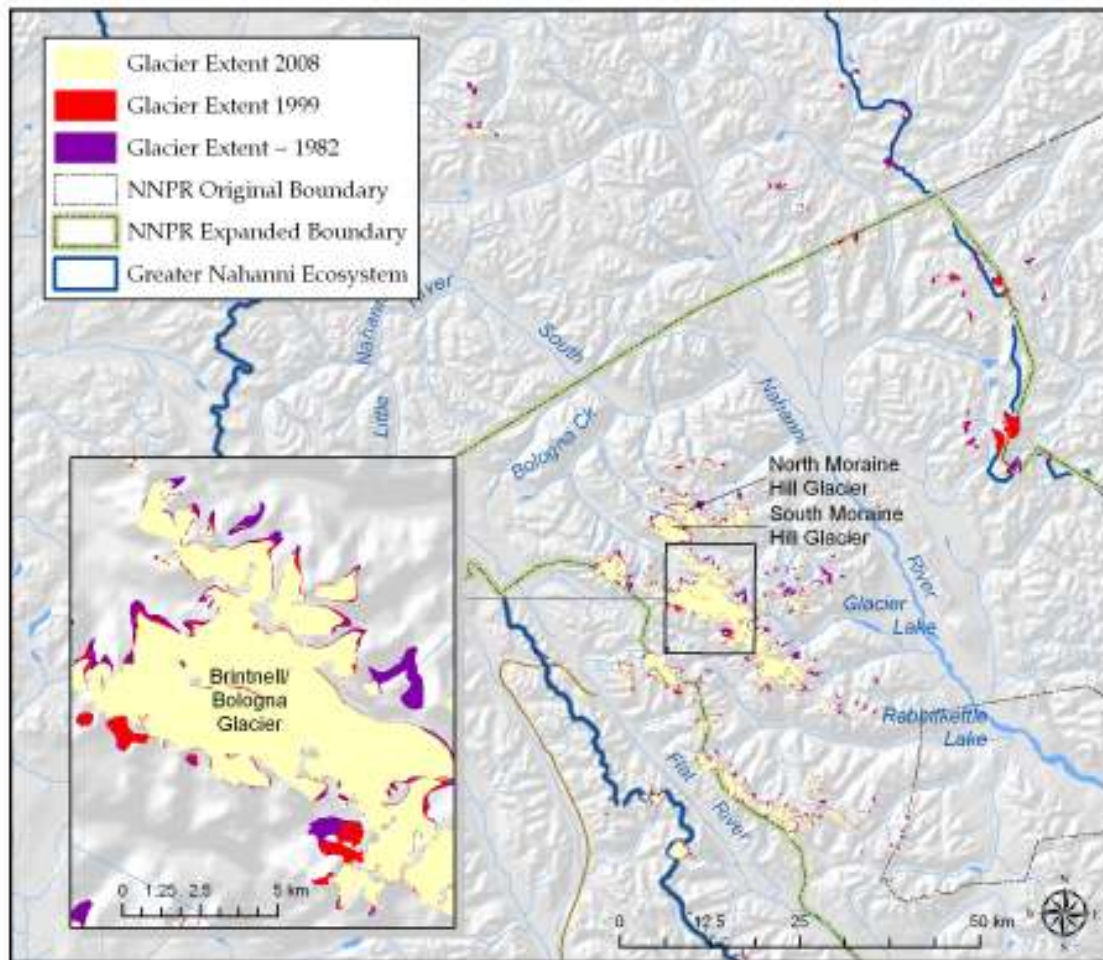 Glacier Extent 2008
Glacier Extent 1999
Glacier Extent - 1982
NNPR Original Boundary
NNPR Expanded Boundary
Greater Nahanni Ecosystem
Little
Nahanni
River
South
Nahanni
River
Bologna Ck
North Moraine
Hill Glacier
South Moraine
Hill Glacier
Glacier
Lake
Rabbitkettle
Lake
Flat
River
Brintnell/
Bologna
Glacier
0 1.25 2.5 5 km
0 12.5 25 50 km
N